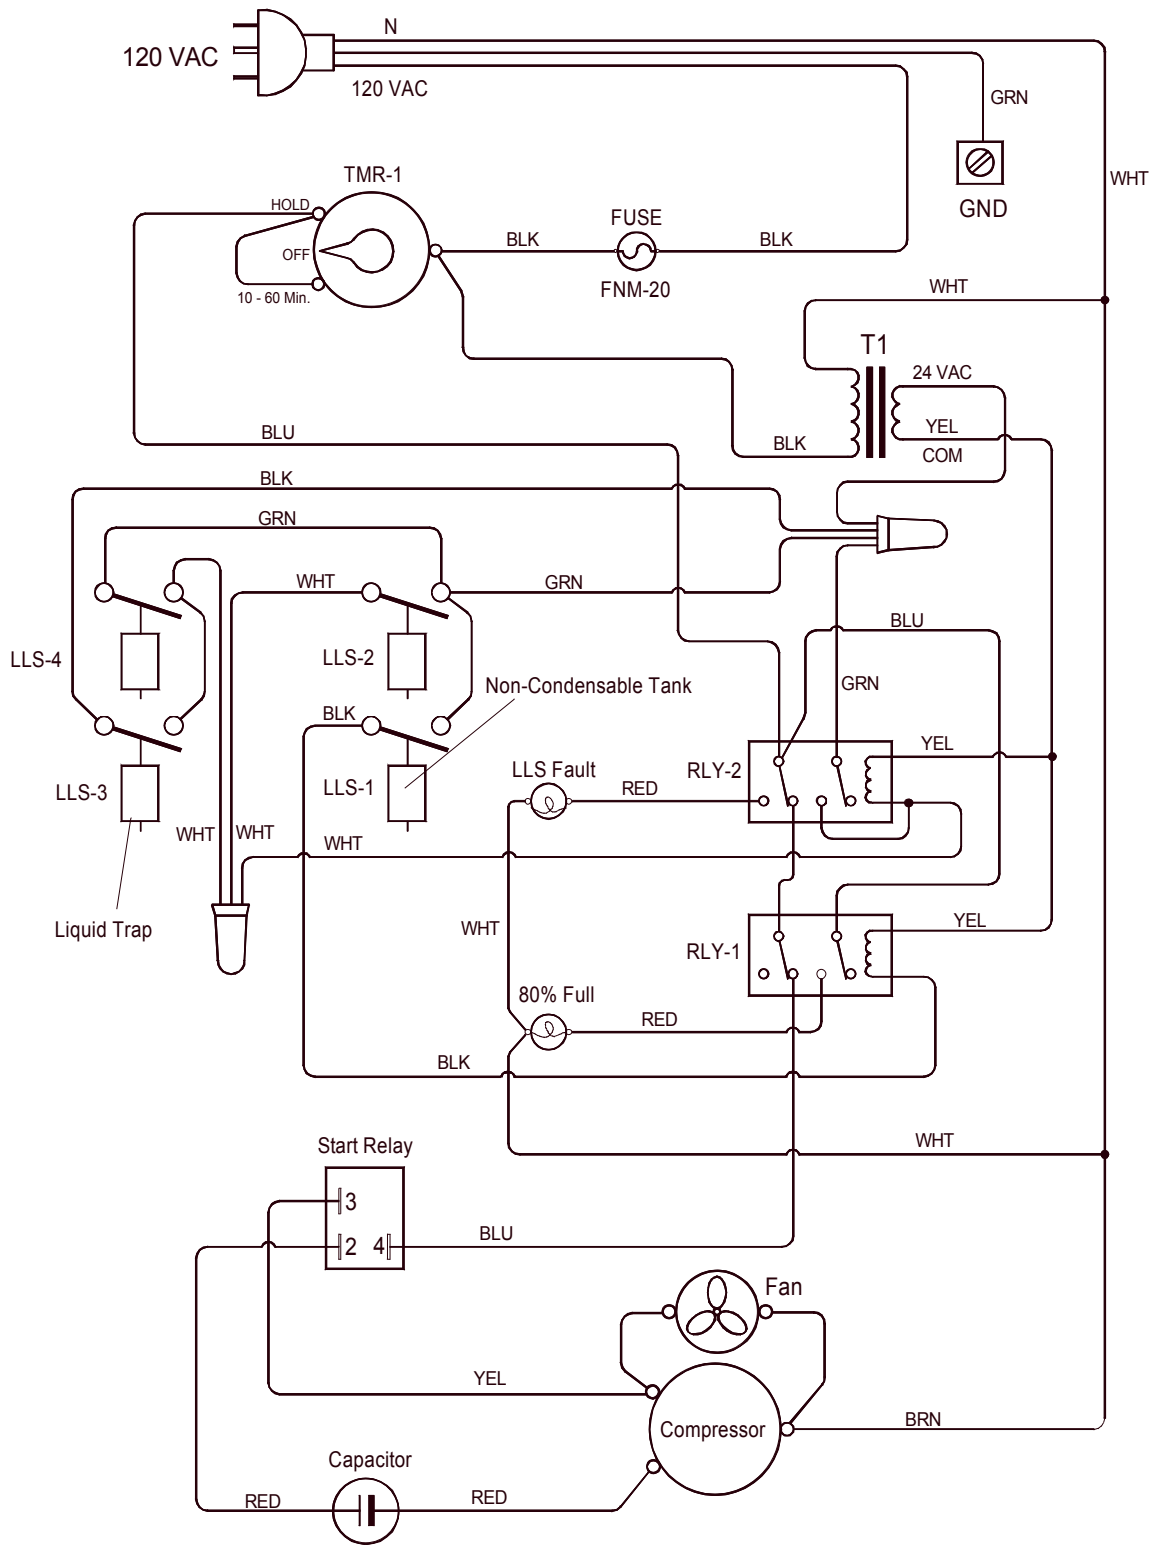 N
120 VAC
120 VAC
GRN
WHT
GND
TMR-1
HOLD
OFF
10 - 60 Min.
BLK
FUSE
FNM-20
BLK
WHT
T1
24 VAC
YEL
COM
BLK
BLU
BLK
GRN
WHT
GRN
BLU
LLS-4
LLS-2
GRN
Non-Condensable Tank
BLK
YEL
LLS Fault
RLY-2
RED
LLS-3
LLS-1
WHT
WHT
WHT
Liquid Trap
WHT
YEL
RLY-1
80% Full
RED
BLK
WHT
Start Relay
3
2
4
BLU
Fan
YEL
Compressor
BRN
Capacitor
RED
RED